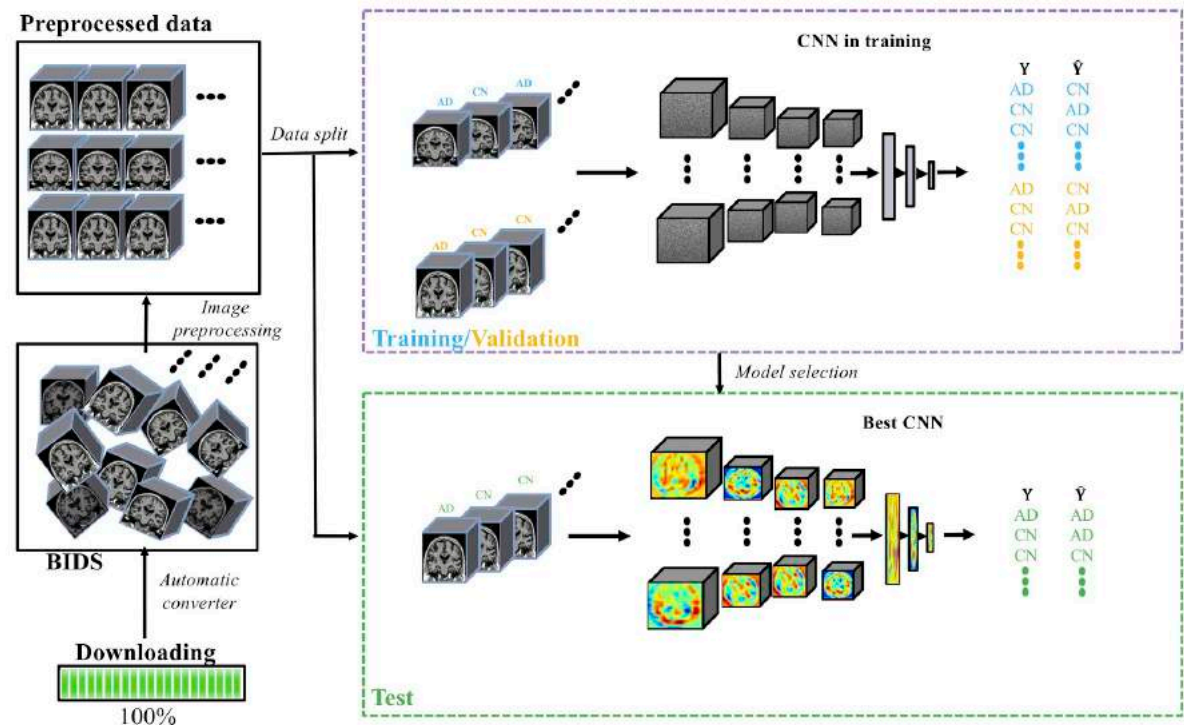 Preprocessed data
Data split
Image
preprocessing
BIDS
Automatic
converter
Downloading
100%
CNN in training
AD
CN
AD
AD
CN
CN
Y Ŷ
AD CN
CN AD
CN CN
AD CN
CN AD
CN CN
Training/Validation
Model selection
Best CNN
AD
CN
CN
Y Ŷ
AD AD
CN AD
CN CN
Test